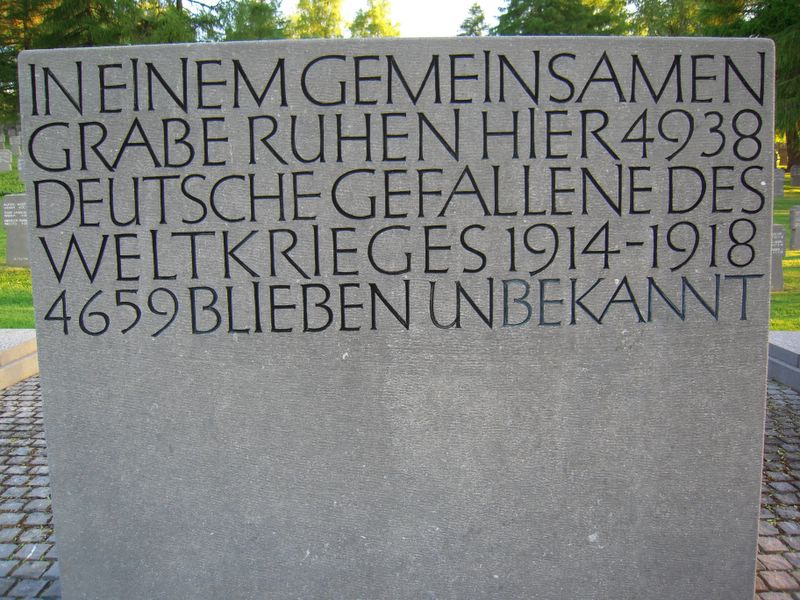 IN EINEM GEMEINSAMEN
GRABE RUHEN HIER 4938
DEUTSCHE GEFALLENE DES
WELTKRIEGES 1914-1918
4659 BLIEBEN UNBEKANNT